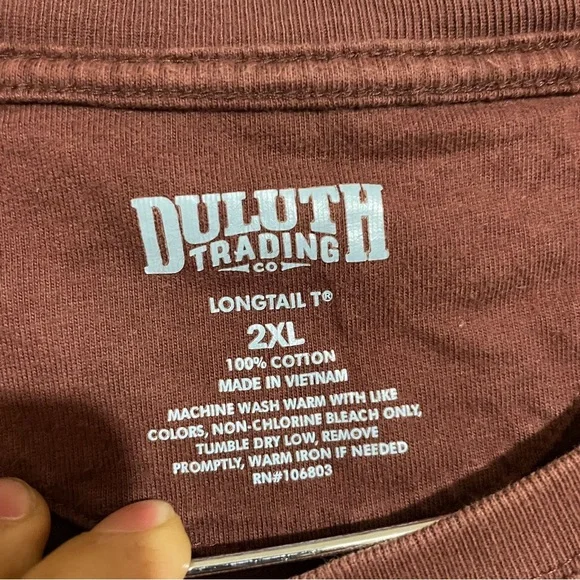 DULUTH
TRADING
CO
LONGTAIL T®
2XL
100% COTTON
MADE IN VIETNAM
MACHINE WASH WARM WITH LIKE
COLORS, NON-CHLORINE BLEACH ONLY,
TUMBLE DRY LOW, REMOVE
PROMPTLY, WARM IRON IF NEEDED
RN#106803